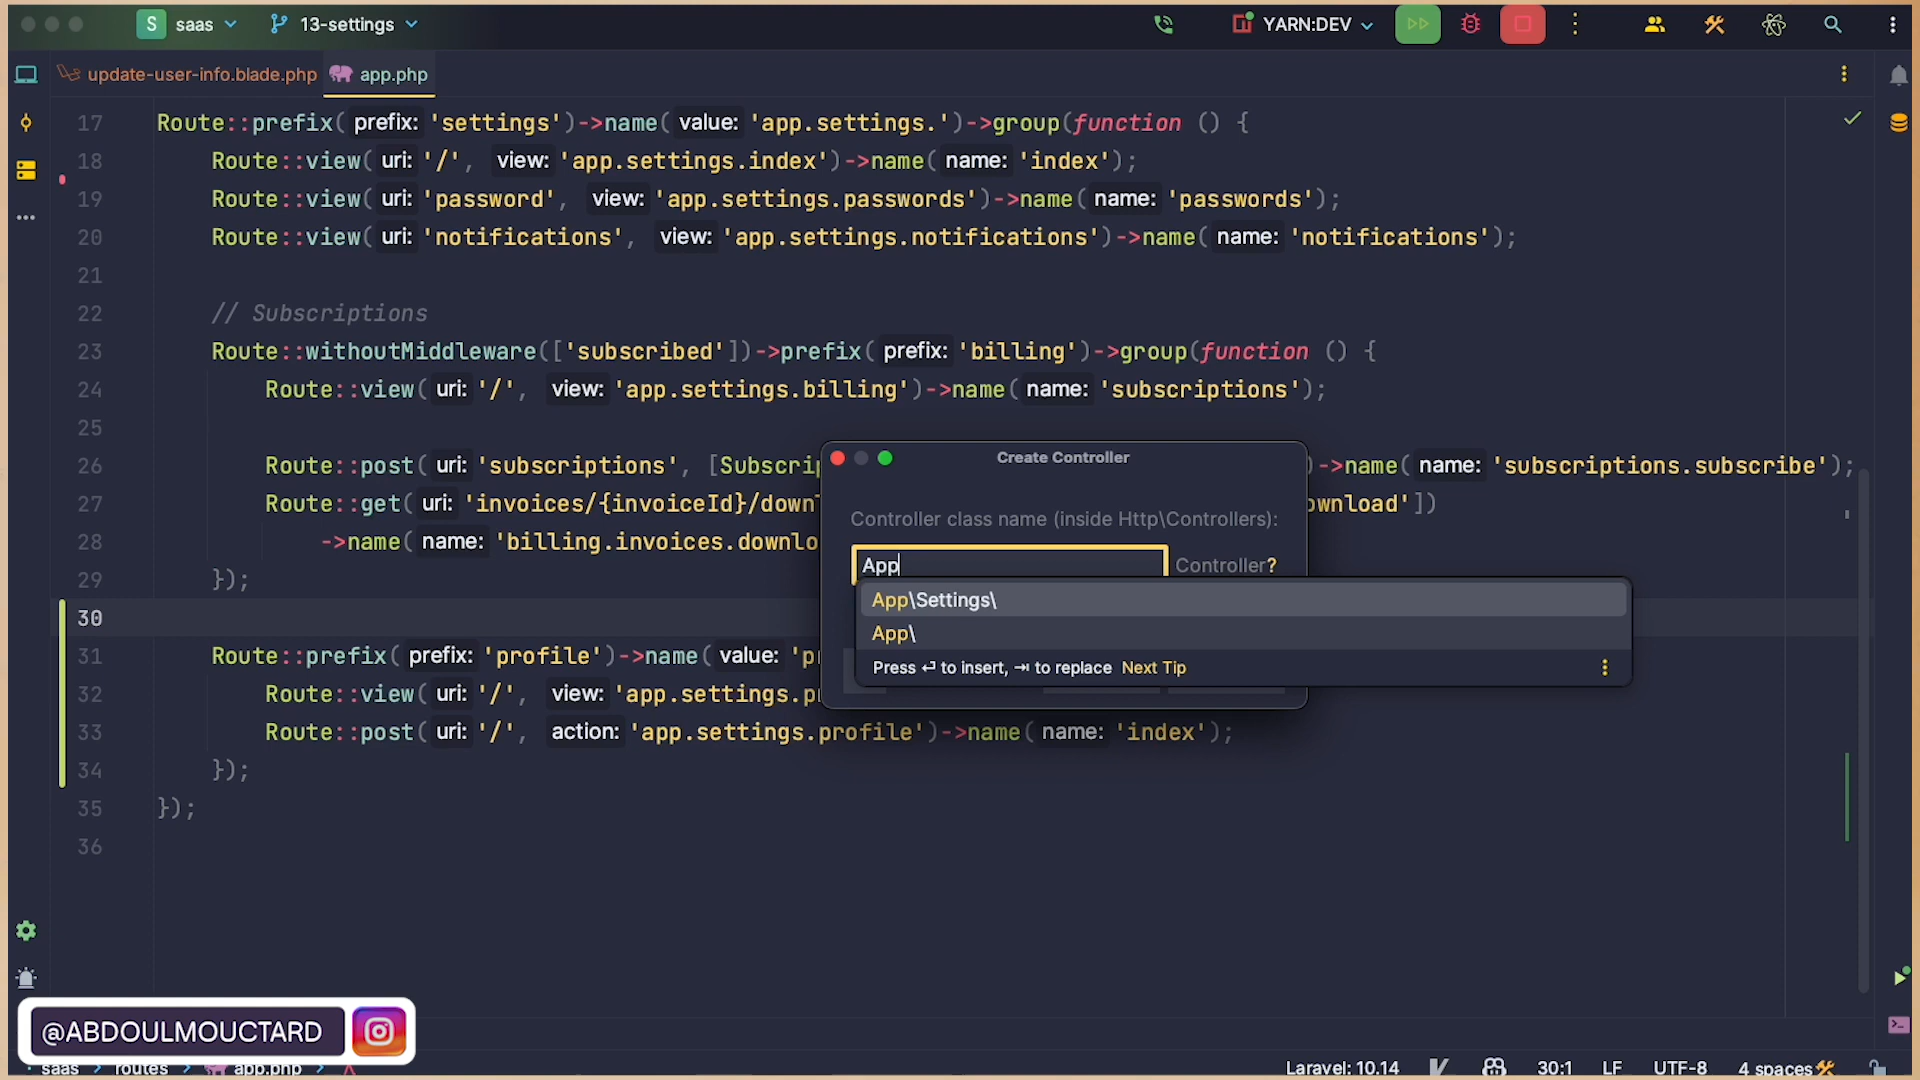 S saas 13-settings YARN:DEV
update-user-info.blade.php app.php
17 Route::prefix( prefix: 'settings')->name( value: 'app.settings.')->group(function () {
18 Route::view( uri: '/', view: 'app.settings.index')->name( name: 'index');
19 Route::view( uri: 'password', view: 'app.settings.passwords')->name( name: 'passwords');
20 Route::view( uri: 'notifications', view: 'app.settings.notifications')->name( name: 'notifications');
21
22 // Subscriptions
23 Route::withoutMiddleware(['subscribed'])->prefix( prefix: 'billing')->group(function () {
24 Route::view( uri: '/', view: 'app.settings.billing')->name( name: 'subscriptions');
25
26 Route::post( uri: 'subscriptions', [Subscrip )->name( name: 'subscriptions.subscribe');
27 Route::get( uri: 'invoices/{invoiceId}/down ownload'])
28 ->name( name: 'billing.invoices.downlo
29 });
30
31 Route::prefix( prefix: 'profile')->name( value: 'pr
32 Route::view( uri: '/', view: 'app.settings.pr
33 Route::post( uri: '/', action: 'app.settings.profile')->name( name: 'index');
34 });
35 });
36
Create Controller
Controller class name (inside Http\Controllers):
App Controller?
App\Settings\
App\
Press ⏎ to insert, ⇥ to replace Next Tip
@ABDOULMOUCTARD
saas > routes > app.php > Laravel: 10.14 30:1 LF UTF-8 4 spaces